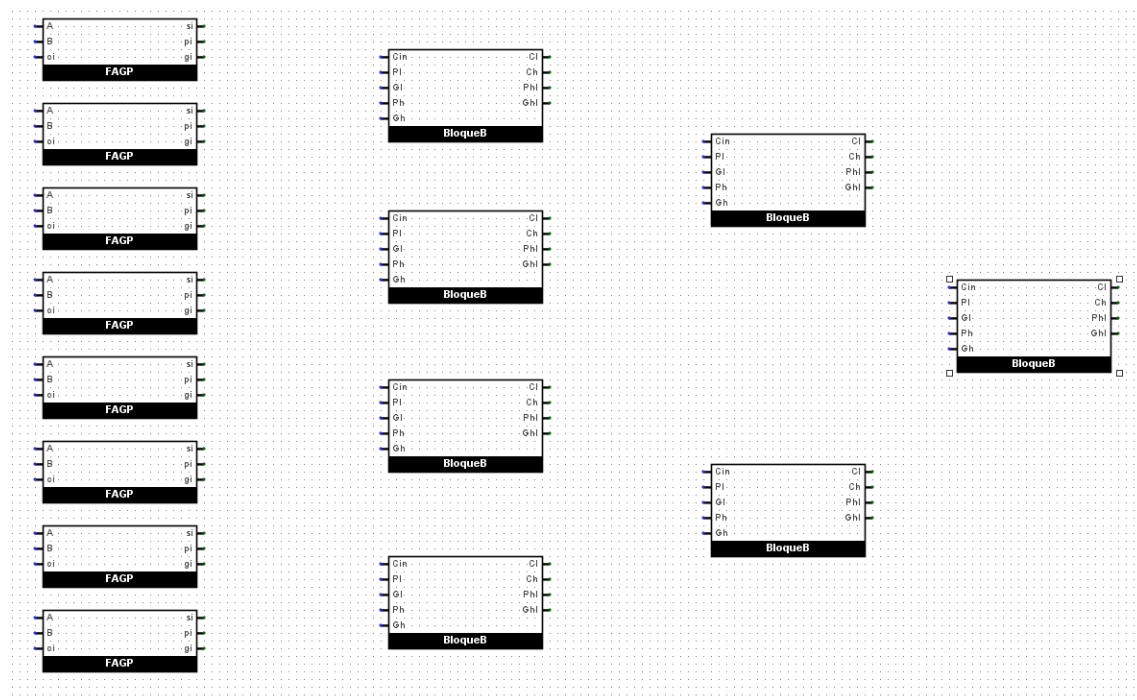 A si
B pi
oi gi
FAGP
A si
B pi
oi gi
FAGP
A si
B pi
oi gi
FAGP
A si
B pi
oi gi
FAGP
A si
B pi
oi gi
FAGP
A si
B pi
oi gi
FAGP
A si
B pi
oi gi
FAGP
A si
B pi
oi gi
FAGP
Cin Cl
Pl Ch
Gl Phl
Ph Ghl
Gh
BloqueB
Cin Cl
Pl Ch
Gl Phl
Ph Ghl
Gh
BloqueB
Cin Cl
Pl Ch
Gl Phl
Ph Ghl
Gh
BloqueB
Cin Cl
Pl Ch
Gl Phl
Ph Ghl
Gh
BloqueB
Cin Cl
Pl Ch
Gl Phl
Ph Ghl
Gh
BloqueB
Cin Cl
Pl Ch
Gl Phl
Ph Ghl
Gh
BloqueB
Cin Cl
Pl Ch
Gl Phl
Ph Ghl
Gh
BloqueB